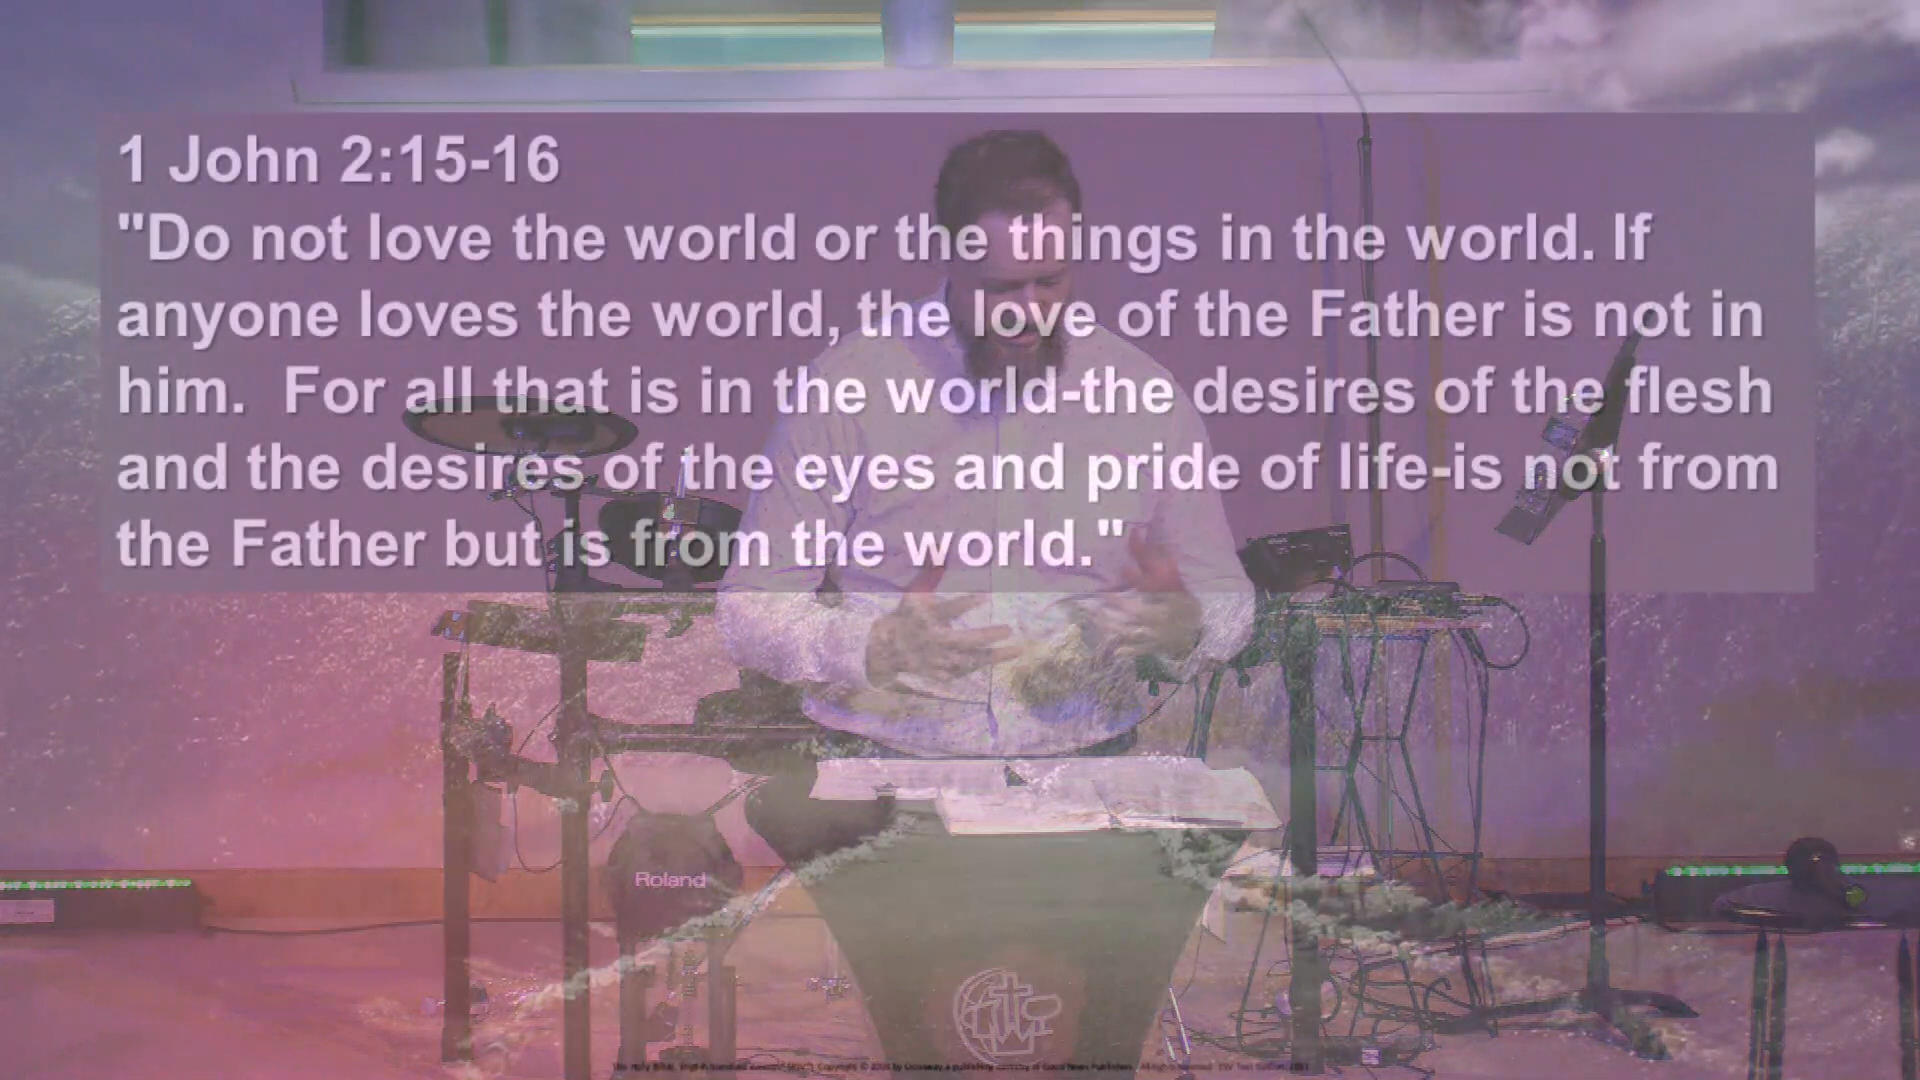 1 John 2:15-16
"Do not love the world or the things in the world. If
anyone loves the world, the love of the Father is not in
him.  For all that is in the world-the desires of the flesh
and the desires of the eyes and pride of life-is not from
the Father but is from the world."
Roland